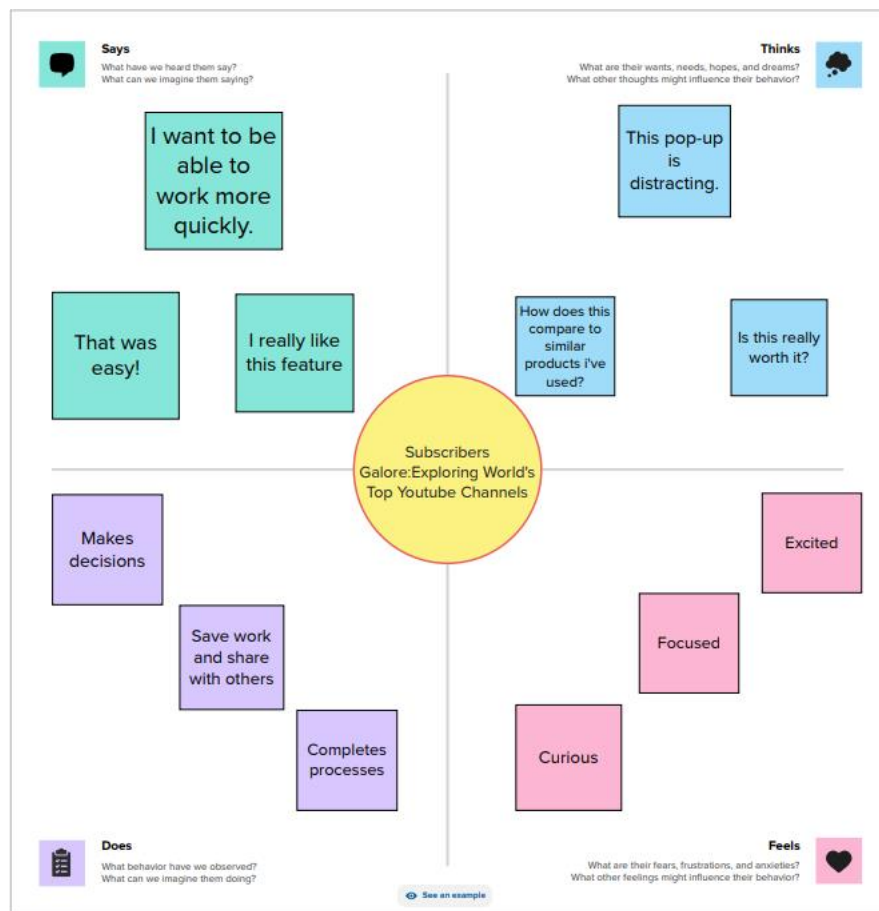 Says
What have we heard them say?
What can we imagine them saying?
I want to be
able to
work more
quickly.
That was
easy!
I really like
this feature
Thinks
What are their wants, needs, hopes, and dreams?
What other thoughts might influence their behavior?
This pop-up
is
distracting.
How does this
compare to
similar
products i've
used?
Is this really
worth it?
Subscribers
Galore:Exploring World's
Top Youtube Channels
Makes
decisions
Save work
and share
with others
Completes
processes
Does
What behavior have we observed?
What can we imagine them doing?
Excited
Focused
Curious
Feels
What are their fears, frustrations, and anxieties?
What other feelings might influence their behavior?
See an example